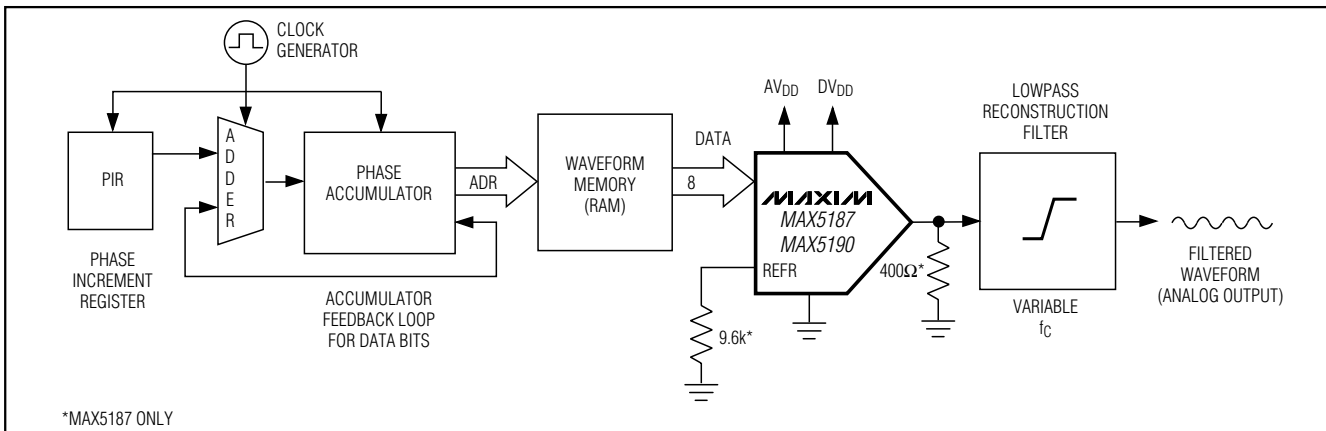 CLOCK
GENERATOR
PIR
PHASE
INCREMENT
REGISTER
A
D
D
E
R
PHASE
ACCUMULATOR
ACCUMULATOR
FEEDBACK LOOP
FOR DATA BITS
ADR
WAVEFORM
MEMORY
(RAM)
DATA
8
AVDD
DVDD
MAXIM
MAX5187
MAX5190
REFR
9.6k*
400Ω*
LOWPASS
RECONSTRUCTION
FILTER
VARIABLE
fC
FILTERED
WAVEFORM
(ANALOG OUTPUT)
*MAX5187 ONLY